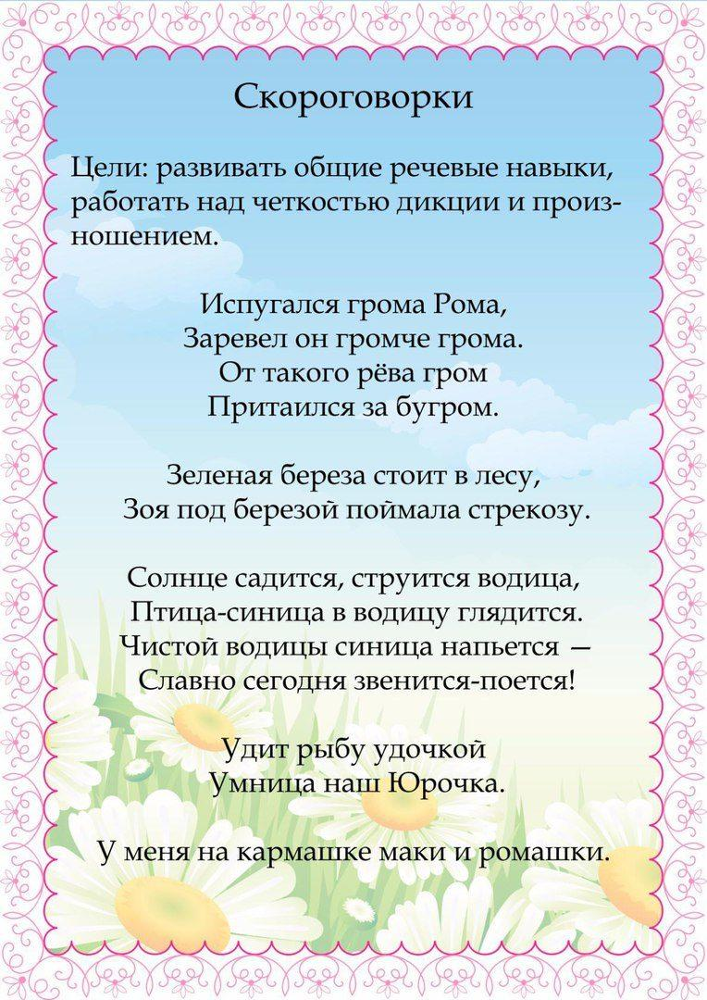 Скороговорки
Цели: развивать общие речевые навыки,
работать над четкостью дикции и произ-
ношением.
Испугался грома Рома,
Заревел он громче грома.
От такого рёва гром
Притаился за бугром.
Зеленая береза стоит в лесу,
Зоя под березой поймала стрекозу.
Солнце садится, струится водица,
Птица-синица в водицу глядится.
Чистой водицы синица напьется —
Славно сегодня звенится-поется!
Удит рыбу удочкой
Умница наш Юрочка.
У меня на кармашке маки и ромашки.